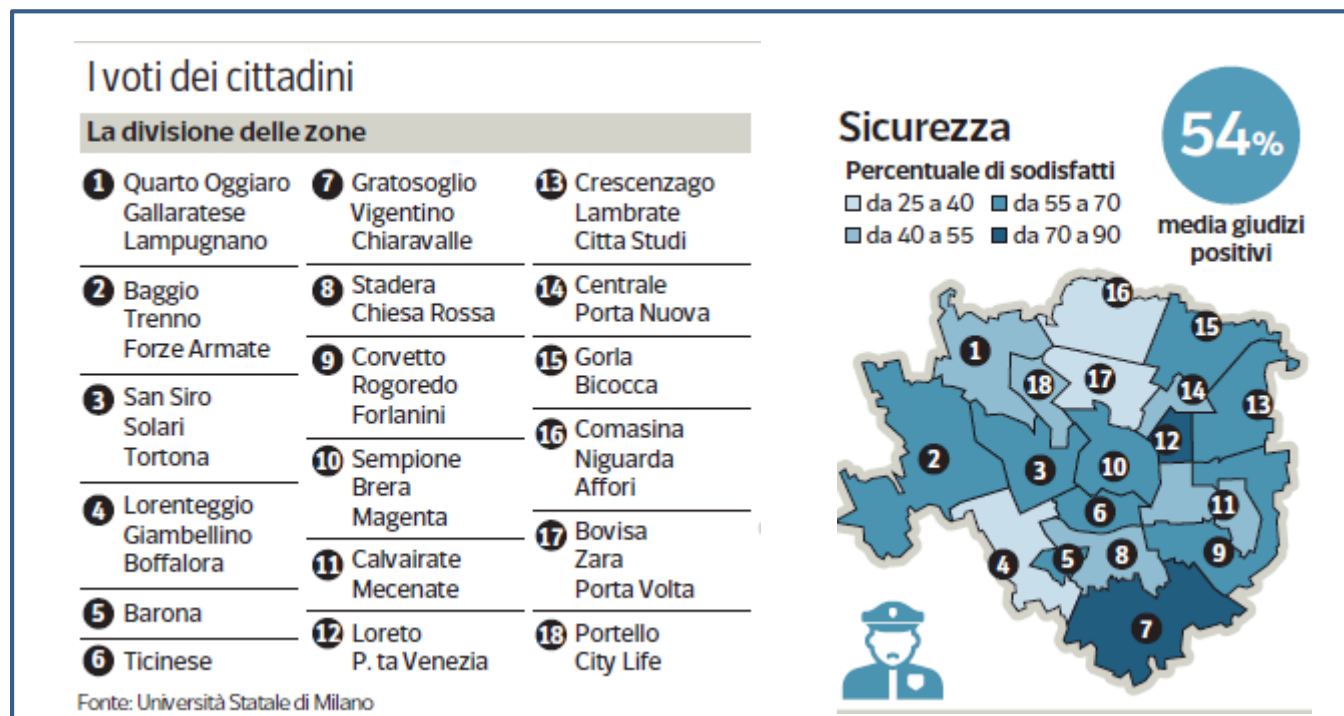 I voti dei cittadini
La divisione delle zone
1 Quarto Oggiaro
Gallaratese
Lampugnano
2 Baggio
Trenno
Forze Armate
3 San Siro
Solari
Tortona
4 Lorenteggio
Giambellino
Boffalora
5 Barona
6 Ticinese
7 Gratosoglio
Vigentino
Chiaravalle
8 Stadera
Chiesa Rossa
9 Corvetto
Rogoredo
Forlanini
10 Sempione
Brera
Magenta
11 Calvairate
Mecenate
12 Loreto
P. ta Venezia
13 Crescenzago
Lambrate
Citta Studi
14 Centrale
Porta Nuova
15 Gorla
Bicocca
16 Comasina
Niguarda
Affori
17 Bovisa
Zara
Porta Volta
18 Portello
City Life
Fonte: Università Statale di Milano
Sicurezza
Percentuale di sodisfatti
da 25 a 40 da 55 a 70
da 40 a 55 da 70 a 90
54%
media giudizi
positivi
16
15
1
18
17
14
13
12
2
3
10
11
6
4
5
8
9
7